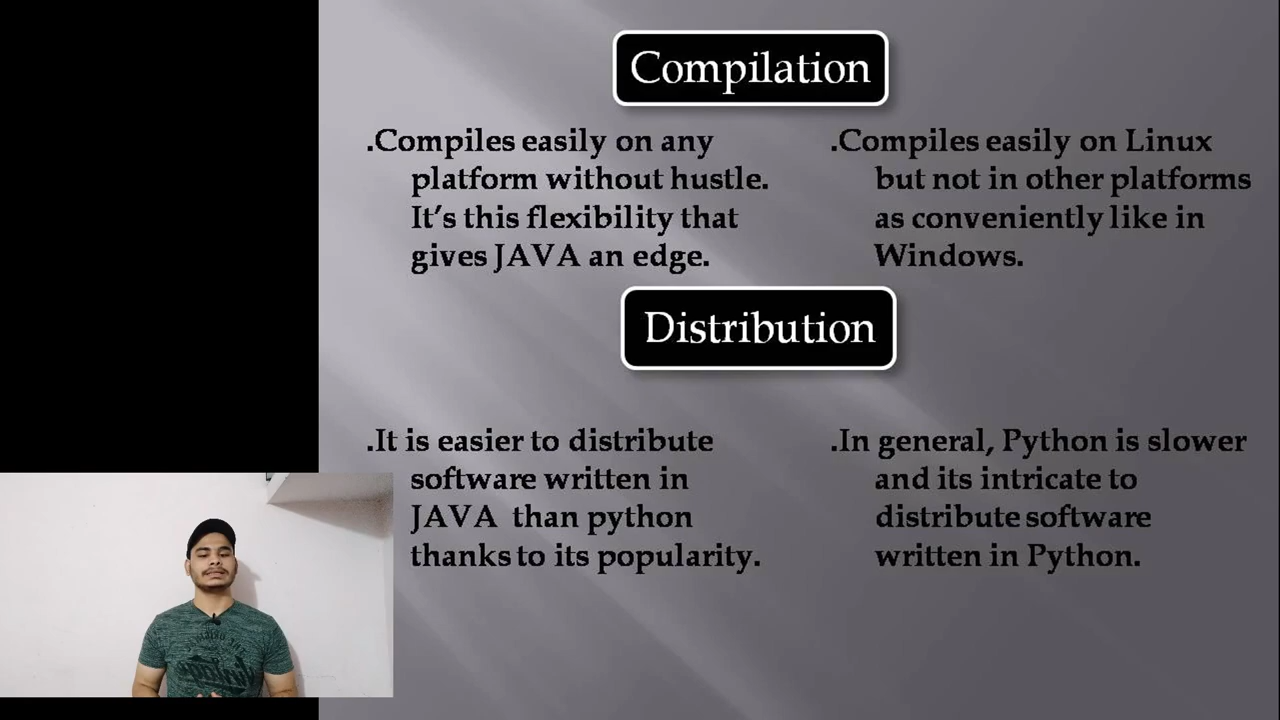 Compilation
.Compiles easily on any
platform without hustle.
It's this flexibility that
gives JAVA an edge.
.Compiles easily on Linux
but not in other platforms
as conveniently like in
Windows.
Distribution
.It is easier to distribute
software written in
JAVA than python
thanks to its popularity.
.In general, Python is slower
and its intricate to
distribute software
written in Python.